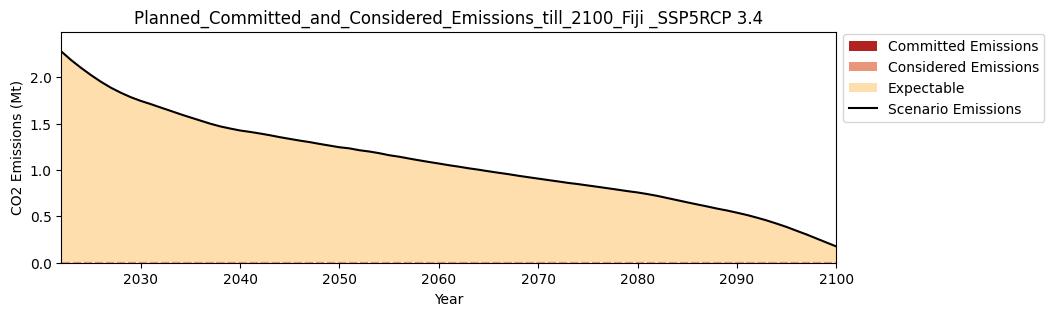 Planned_Committed_and_Considered_Emissions_till_2100_Fiji _SSP5RCP 3.4
Committed Emissions
Considered Emissions
Expectable
Scenario Emissions
CO2 Emissions (Mt)
2.0
1.5
1.0
0.5
0.0
2030 2040 2050 2060 2070 2080 2090 2100
Year